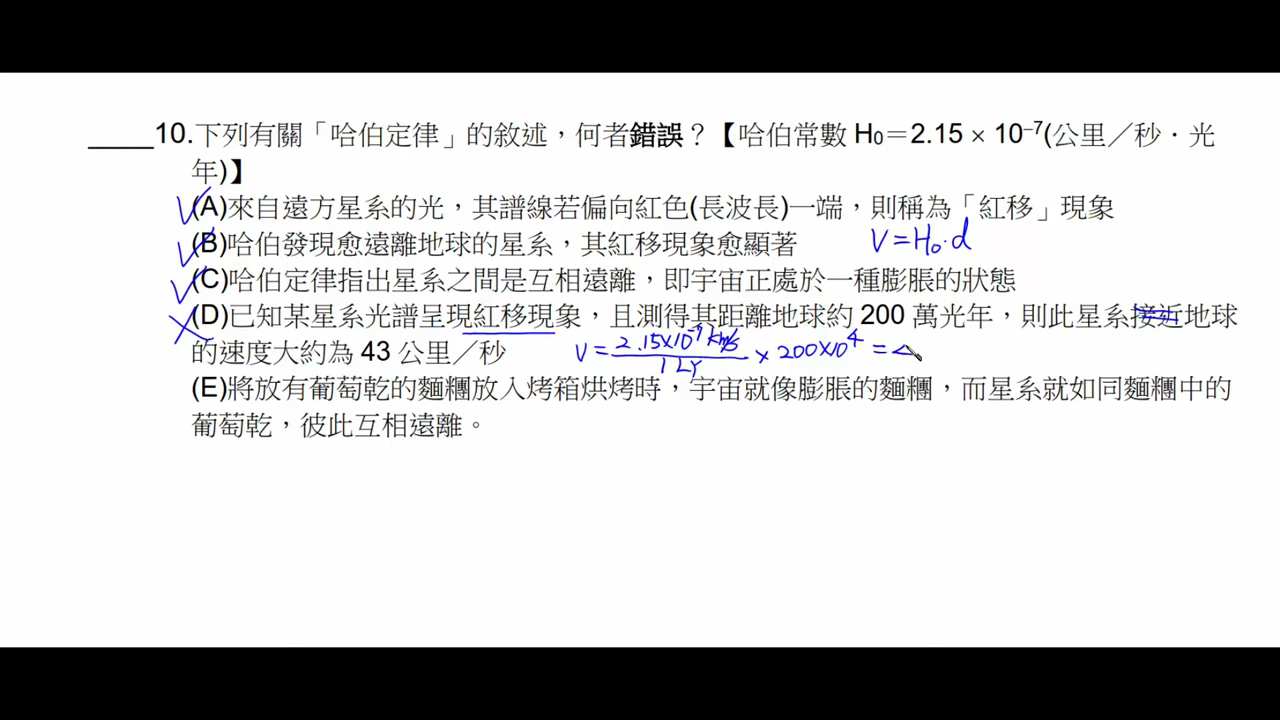 ____10.下列有關「哈伯定律」的敘述，何者錯誤？【哈伯常數 H₀＝2.15 × 10⁻⁷(公里／秒．光
年)】
(A)來自遠方星系的光，其譜線若偏向紅色(長波長)一端，則稱為「紅移」現象
(B)哈伯發現愈遠離地球的星系，其紅移現象愈顯著 V=H₀·d
(C)哈伯定律指出星系之間是互相遠離，即宇宙正處於一種膨脹的狀態
(D)已知某星系光譜呈現紅移現象，且測得其距離地球約 200 萬光年，則此星系接近地球
的速度大約為 43 公里／秒 V= 2.15×10⁻⁷km/s / 1 LY × 200×10⁴ =
(E)將放有葡萄乾的麵糰放入烤箱烘烤時，宇宙就像膨脹的麵糰，而星系就如同麵糰中的
葡萄乾，彼此互相遠離。